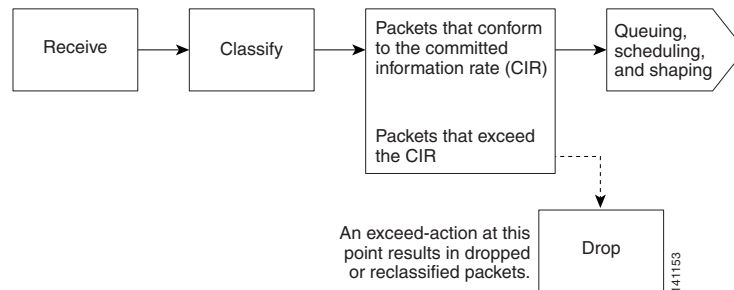 Receive
Classify
Packets that conform
to the committed
information rate (CIR)
Packets that exceed
the CIR
Queuing,
scheduling,
and shaping
An exceed-action at this
point results in dropped
or reclassified packets.
Drop
141153